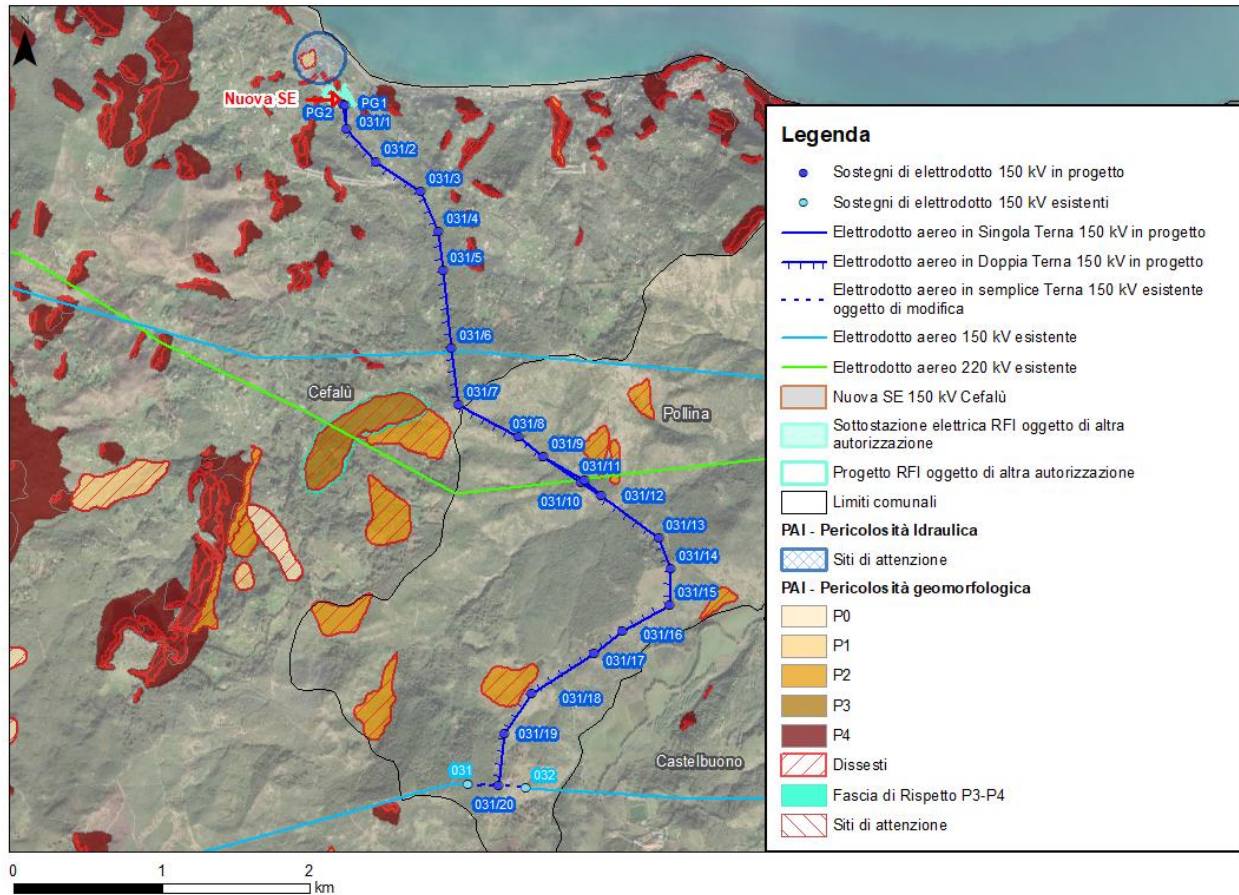 N
Nuova SE
PG1
PG2
031/1
031/2
031/3
031/4
031/5
031/6
Cefalù
031/7
Pollina
031/8
031/9
031/11
031/10
031/12
031/13
031/14
031/15
031/16
031/17
031/18
031/19
Castelbuono
031
032
031/20
Legenda
Sostegni di elettrodotto 150 kV in progetto
Sostegni di elettrodotto 150 kV esistenti
Elettrodotto aereo in Singola Terna 150 kV in progetto
Elettrodotto aereo in Doppia Terna 150 kV in progetto
Elettrodotto aereo in semplice Terna 150 kV esistente
oggetto di modifica
Elettrodotto aereo 150 kV esistente
Elettrodotto aereo 220 kV esistente
Nuova SE 150 kV Cefalù
Sottostazione elettrica RFI oggetto di altra
autorizzazione
Progetto RFI oggetto di altra autorizzazione
Limiti comunali
PAI - Pericolosità Idraulica
Siti di attenzione
PAI - Pericolosità geomorfologica
P0
P1
P2
P3
P4
Dissesti
Fascia di Rispetto P3-P4
Siti di attenzione
0 1 2
km